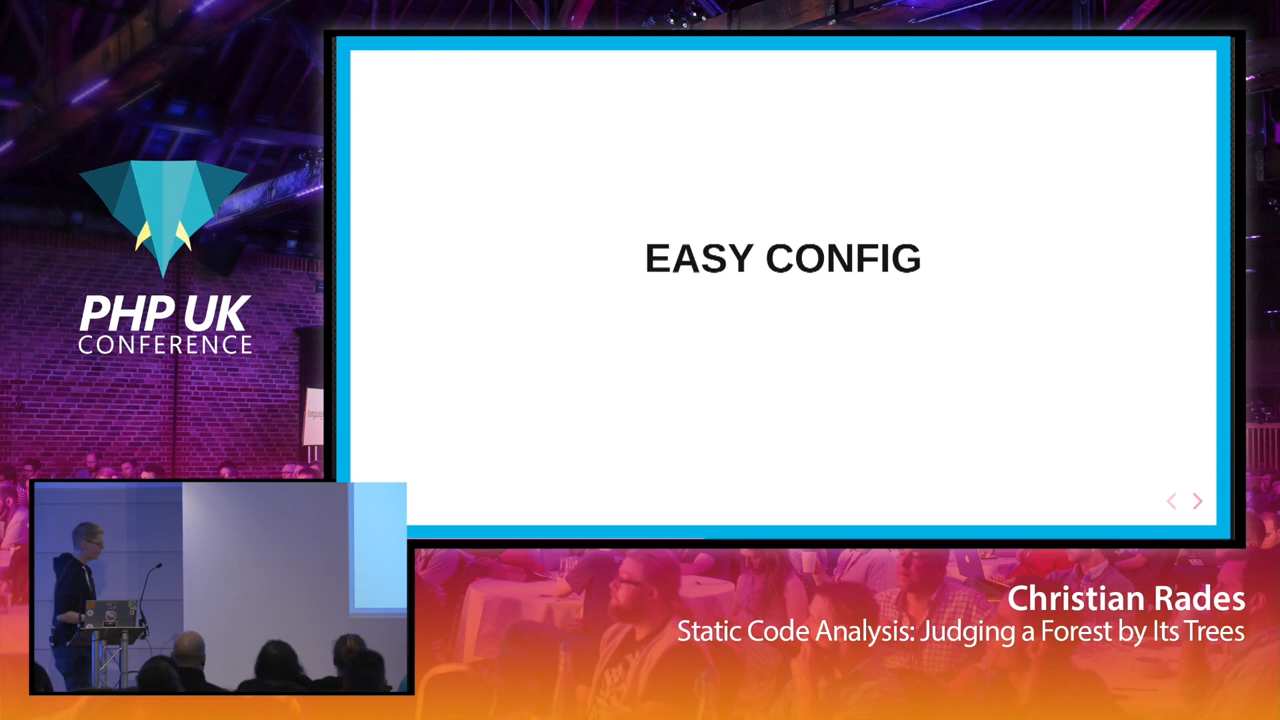 EASY CONFIG
PHP UK
CONFERENCE
Christian Rades
Static Code Analysis: Judging a Forest by Its Trees